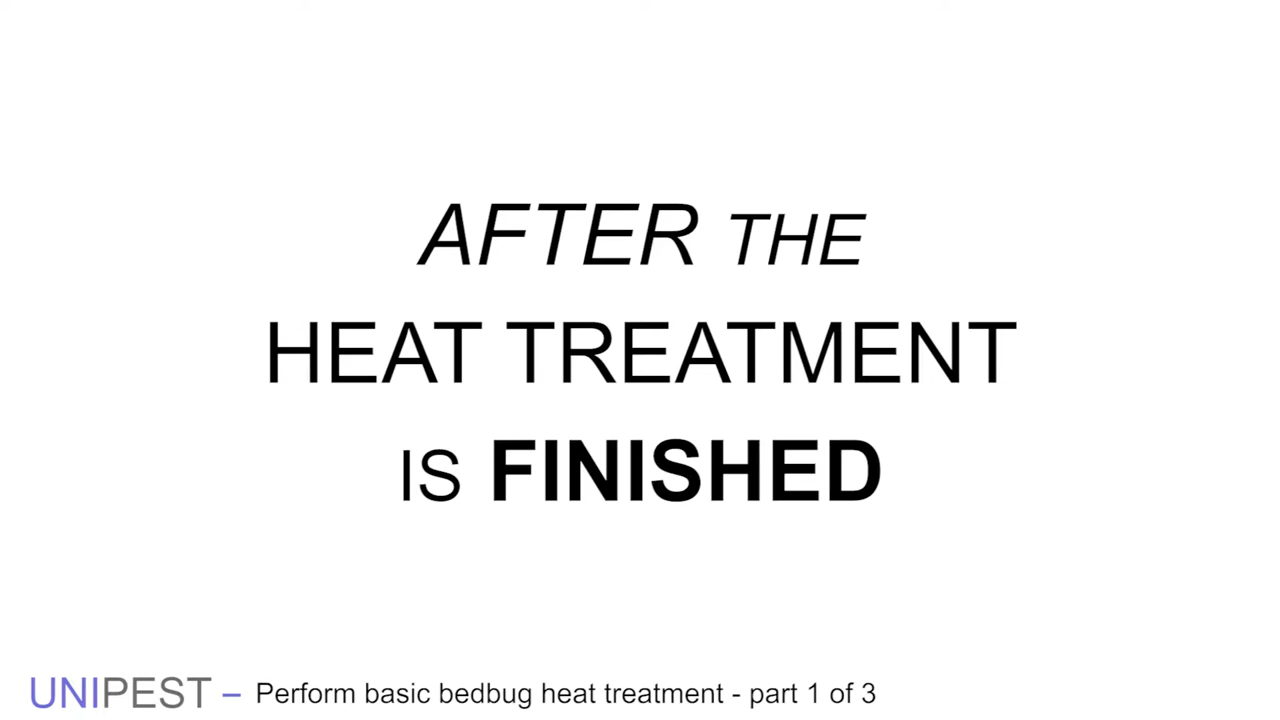 AFTER THE
HEAT TREATMENT
IS FINISHED
UNIPEST – Perform basic bedbug heat treatment - part 1 of 3